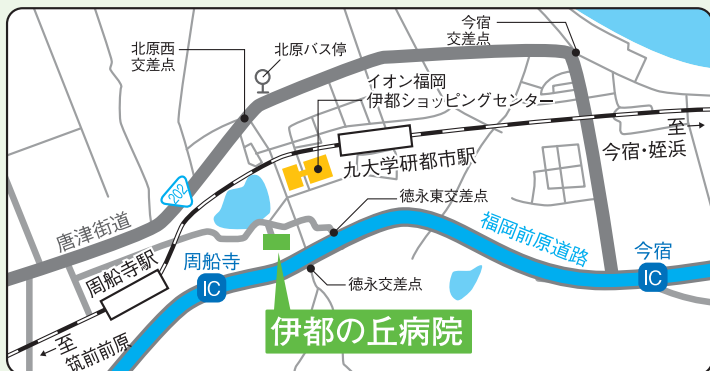 今宿
交差点
北原西
交差点
北原バス停
イオン福岡
伊都ショッピングセンター
至
今宿・姪浜
九大学研都市駅
202
唐津街道
徳永東交差点
福岡前原道路
周船寺駅
周船寺
IC
今宿
IC
徳永交差点
伊都の丘病院
至
筑前前原